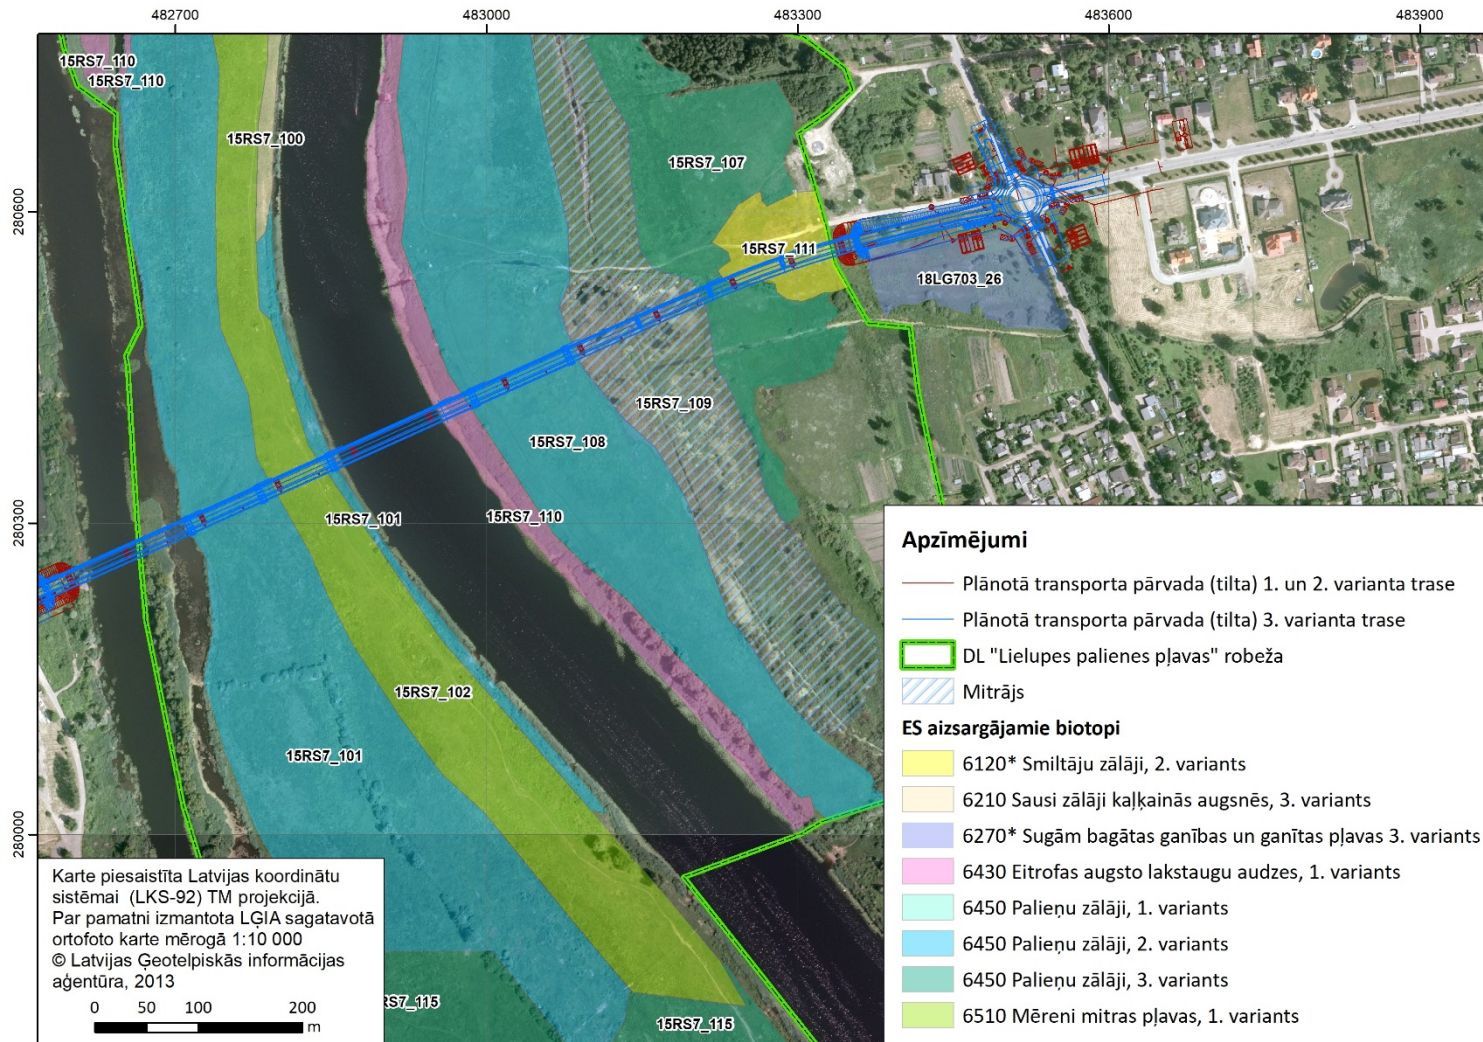 482700
483000
483300
483600
483900
280600
280300
280000
15RS7_110
15RS7_110
15RS7_100
15RS7_107
15RS7_111
18LG703_26
15RS7_109
15RS7_108
15RS7_110
15RS7_101
15RS7_102
15RS7_101
RS7_115
15RS7_115
Apzīmējumi
Plānotā transporta pārvada (tilta) 1. un 2. varianta trase
Plānotā transporta pārvada (tilta) 3. varianta trase
DL "Lielupes palienes pļavas" robeža
Mitrājs
ES aizsargājamie biotopi
6120* Smiltāju zālāji, 2. variants
6210 Sausi zālāji kaļķainās augsnēs, 3. variants
6270* Sugām bagātas ganības un ganītas pļavas 3. variants
6430 Eitrofas augsto lakstaugu audzes, 1. variants
6450 Palieņu zālāji, 1. variants
6450 Palieņu zālāji, 2. variants
6450 Palieņu zālāji, 3. variants
6510 Mēreni mitras pļavas, 1. variants
Karte piesaistīta Latvijas koordinātu
sistēmai (LKS-92) TM projekcijā.
Par pamatni izmantota LĢIA sagatavotā
ortofoto karte mērogā 1:10 000
© Latvijas Ģeotelpiskās informācijas
aģentūra, 2013
0 50 100 200
m